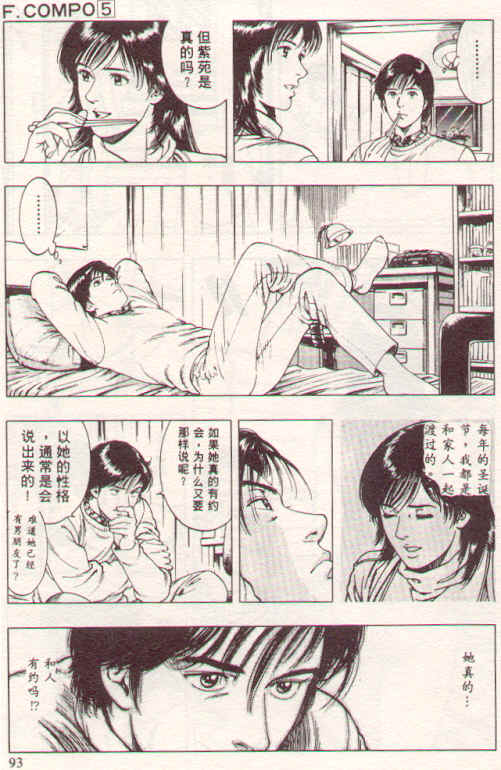 F. COMPO 5
………
但紫苑是
真的吗？
………
每年的圣诞
节，我都是
和家人一起
渡过的。
如果她真的有约
会，为什么又要
那样说呢？
以她的性格
，通常是会
说出来的！
难道她已经
有男朋友了？
她真的…
和人
有约吗!?
93